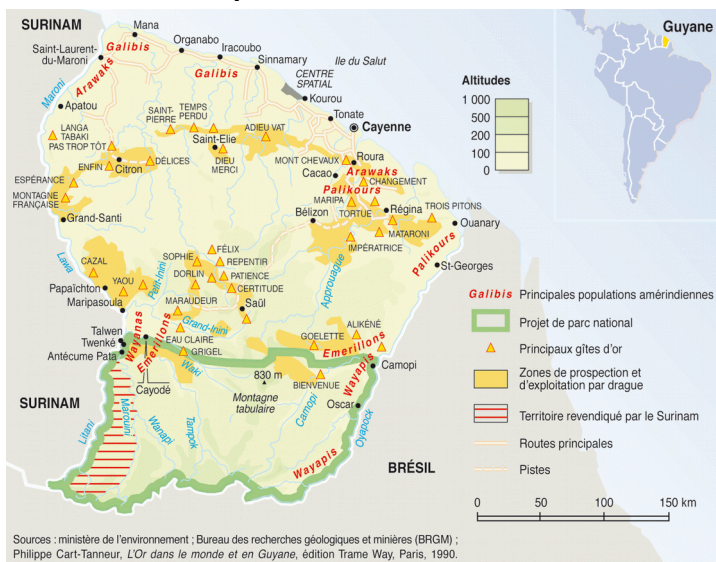 SURINAM
Mana
Galibis
Organabo
Iracoubo
Saint-Laurent-
du-Maroni
Galibis
Sinnamary
Ile du Salut
CENTRE
SPATIAL
Kourou
Arawaks
Maroni
Apatou
Tonate
Cayenne
SAINT-
PIERRE
TEMPS
PERDU
ADIEU VAT
LANGA
TABAKI
PAS TROP TÔT
Saint-Elie
ENFIN
Citron
DÉLICES
DIEU
MERCI
MONT CHEVAUX
Roura
Cacao
Arawaks
CHANGEMENT
Palikours
ESPÉRANCE
MONTAGNE
FRANÇAISE
MARIPA
TORTUE
Régina
TROIS PITONS
Grand-Santi
Bélizon
Ouanary
MATARONI
IMPÉRATRICE
Palikours
St-Georges
Lawa
CAZAL
YAOU
Petit-Inini
SOPHIE
FÉLIX
REPENTIR
DORLIN
PATIENCE
CERTITUDE
Approuague
Papaïchton
Maripasoula
MARAUDEUR
Saül
Grand-Inini
Talwen
Twenké
Antécume Pata
Wayanas
Emerillons
EAU CLAIRE
GRIGEL
GOELETTE
ALIKÉNÉ
Emerillons
Waki
Cayodé
830 m
Montagne
tabulaire
BIENVENUE
Camopi
Wayapis
Camopi
Oscar
Oyapock
SURINAM
Litani
Marouini
Wanapi
Tampok
Wayapis
BRÉSIL
Guyane
Altitudes
1 000
500
200
100
0
Galibis Principales populations amérindiennes
Projet de parc national
Principaux gîtes d'or
Zones de prospection et
d'exploitation par drague
Territoire revendiqué par le Surinam
Routes principales
Pistes
0 50 100 150 km
Sources : ministère de l'environnement ; Bureau des recherches géologiques et minières (BRGM) ;
Philippe Cart-Tanneur, L'Or dans le monde et en Guyane, édition Trame Way, Paris, 1990.